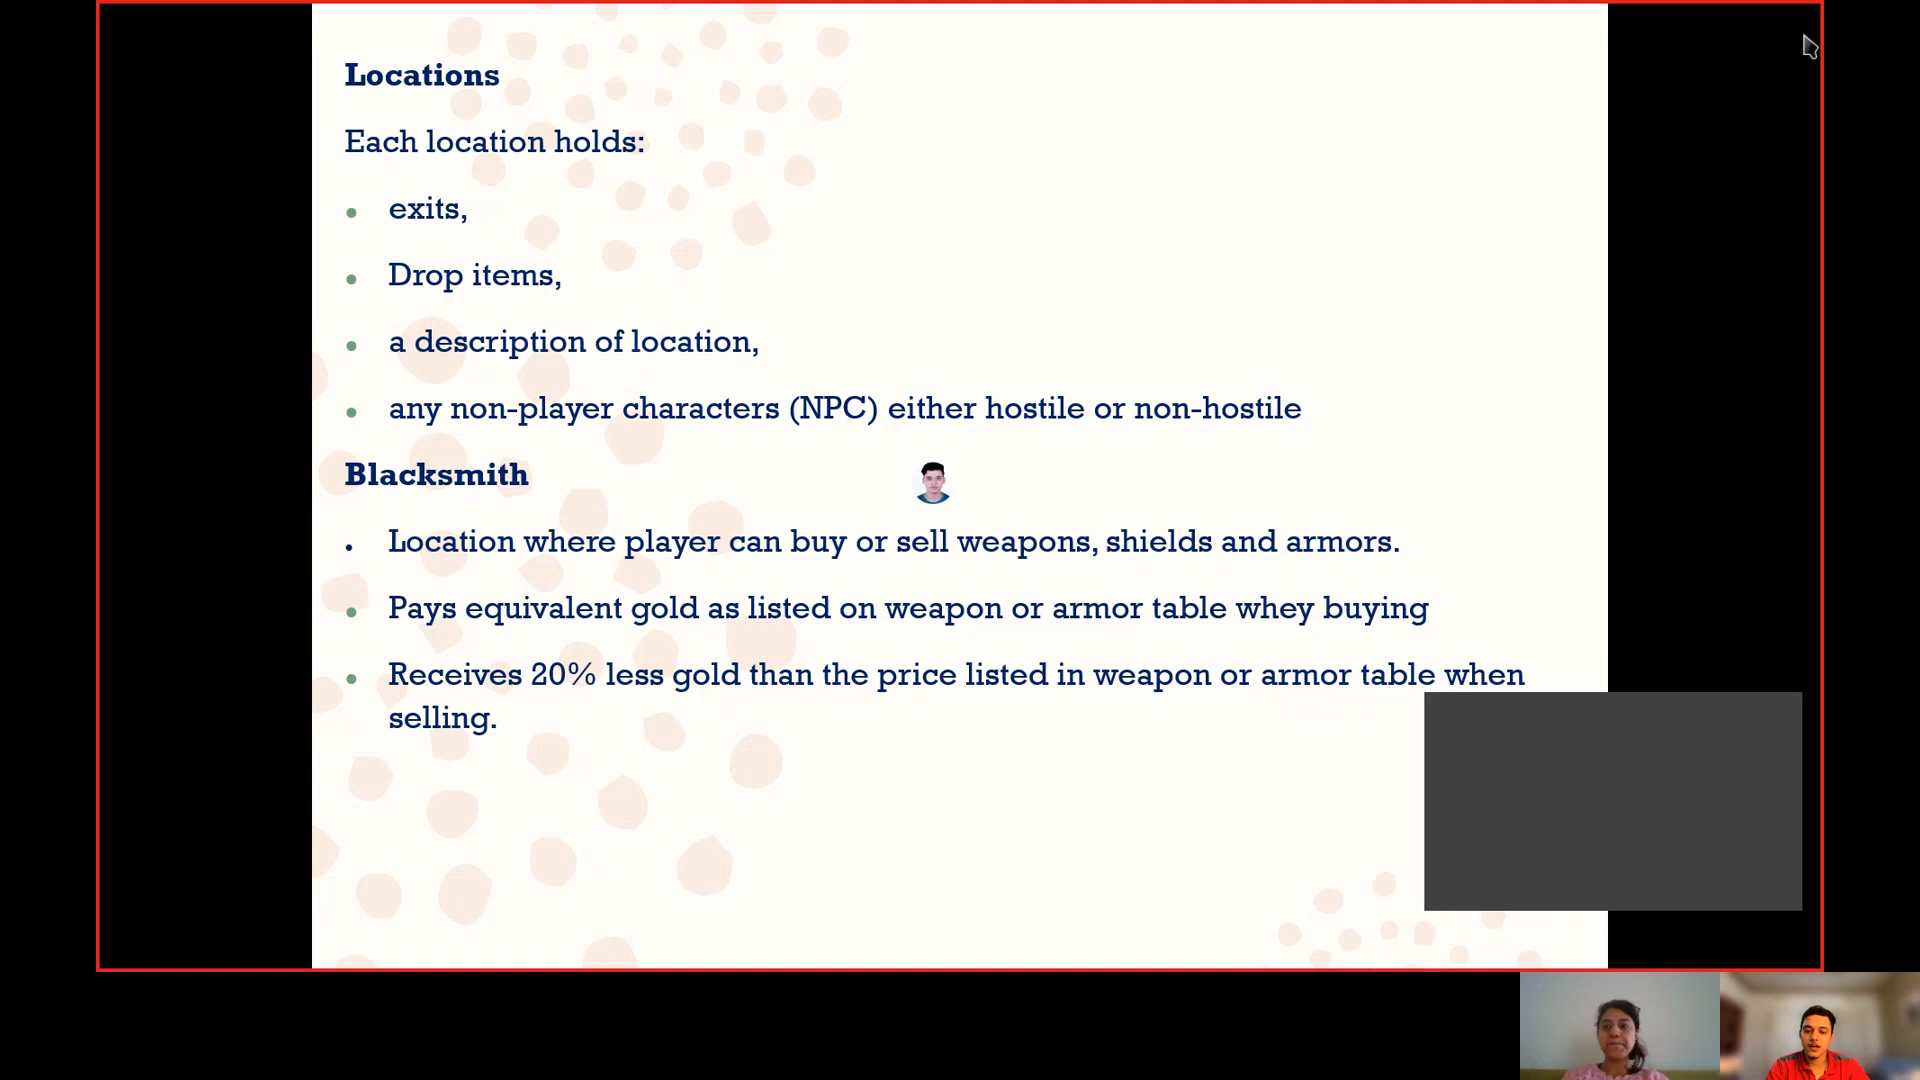 Locations
Each location holds:
exits,
Drop items,
a description of location,
any non-player characters (NPC) either hostile or non-hostile
Blacksmith
Location where player can buy or sell weapons, shields and armors.
Pays equivalent gold as listed on weapon or armor table whey buying
Receives 20% less gold than the price listed in weapon or armor table when
selling.